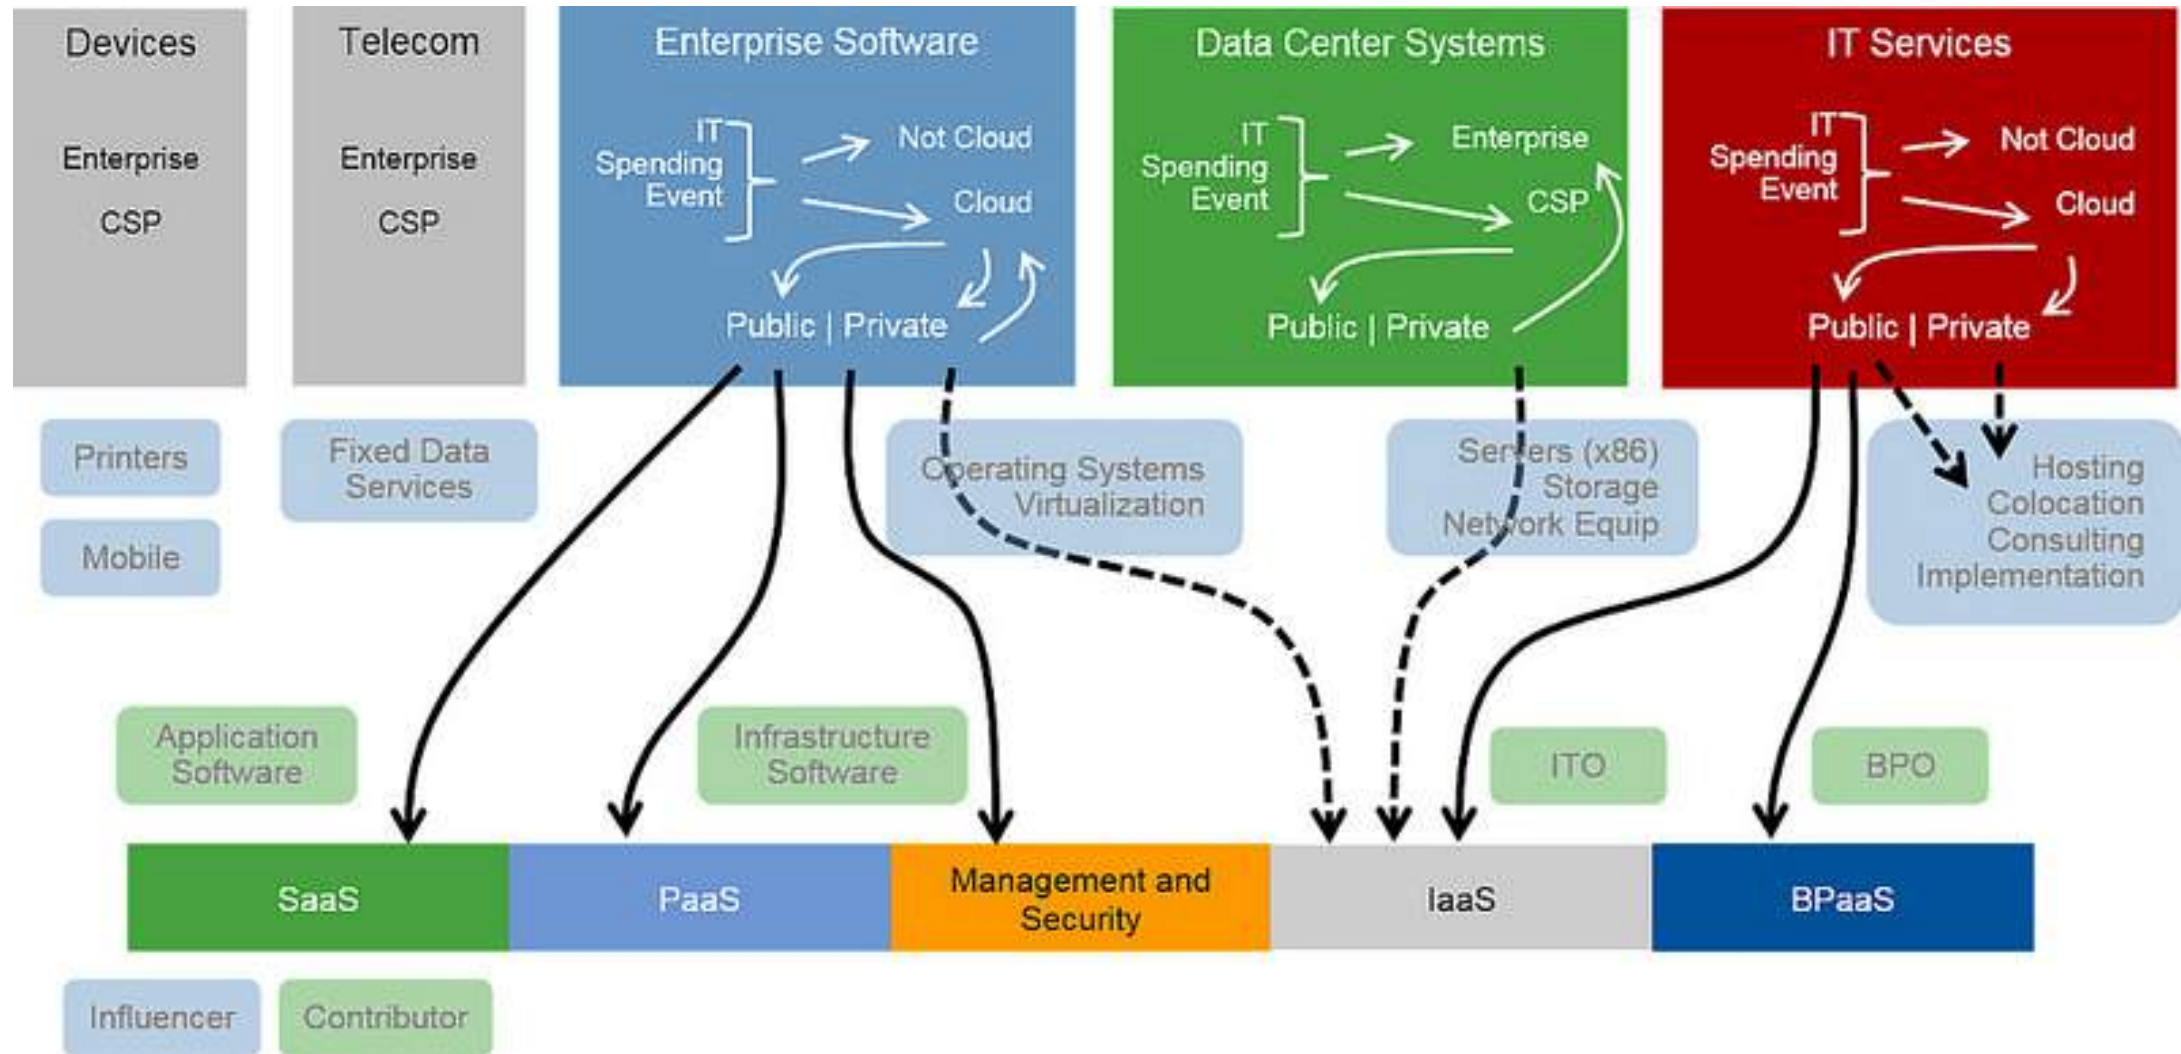 Devices
Enterprise
CSP
Telecom
Enterprise
CSP
Enterprise Software
IT
Spending
Event
Not Cloud
Cloud
Public | Private
Data Center Systems
IT
Spending
Event
Enterprise
CSP
Public | Private
IT Services
IT
Spending
Event
Not Cloud
Cloud
Public | Private
Printers
Mobile
Fixed Data
Services
Operating Systems
Virtualization
Servers (x86)
Storage
Network Equip
Hosting
Colocation
Consulting
Implementation
Application
Software
Infrastructure
Software
ITO
BPO
SaaS
PaaS
Management and
Security
IaaS
BPaaS
Influencer
Contributor